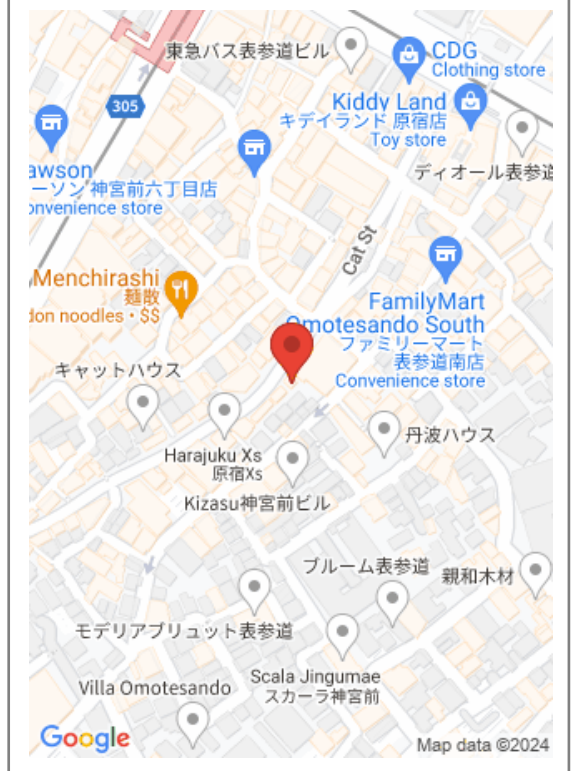 東急バス表参道ビル
CDG
Clothing store
305
Kiddy Land
キデイランド 原宿店
Toy store
ディオール表参道
awson
ーソン 神宮前六丁目店
onvenience store
Cat St
Menchirashi
麺散
don noodles・$$
FamilyMart
Omotesando South
ファミリーマート
表参道南店
Convenience store
キャットハウス
丹波ハウス
Harajuku Xs
原宿Xs
Kizasu神宮前ビル
ブルーム表参道
親和木材
モデリアブリュット表参道
Scala Jingumae
スカーラ神宮前
Villa Omotesando
Google
Map data ©2024